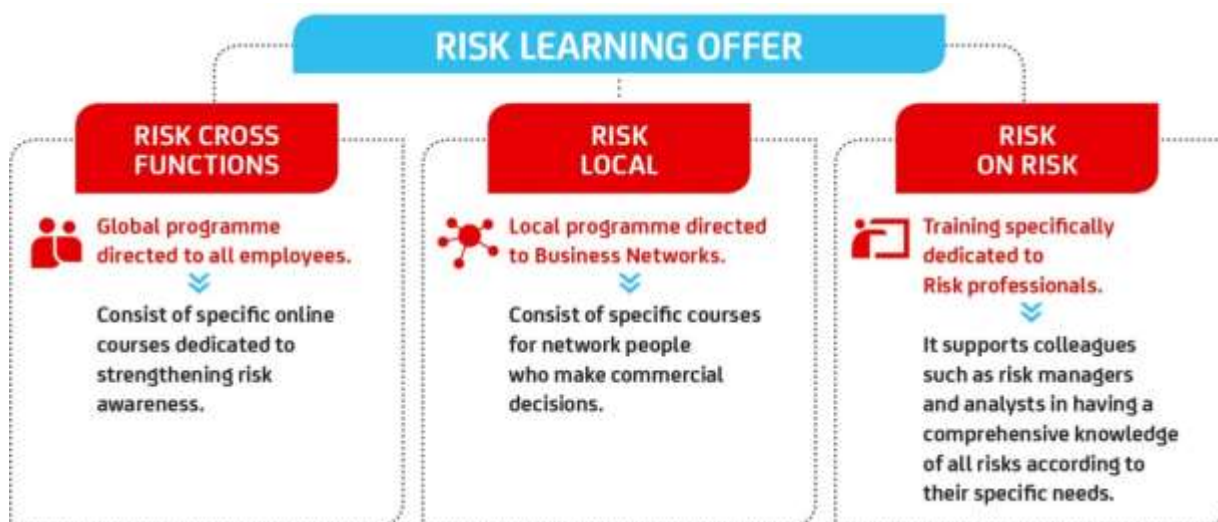 RISK LEARNING OFFER
RISK CROSS
FUNCTIONS
Global programme
directed to all employees.
Consist of specific online
courses dedicated to
strengthening risk
awareness.
RISK
LOCAL
Local programme directed
to Business Networks.
Consist of specific courses
for network people
who make commercial
decisions.
RISK
ON RISK
Training specifically
dedicated to
Risk professionals.
It supports colleagues
such as risk managers
and analysts in having a
comprehensive knowledge
of all risks according to
their specific needs.